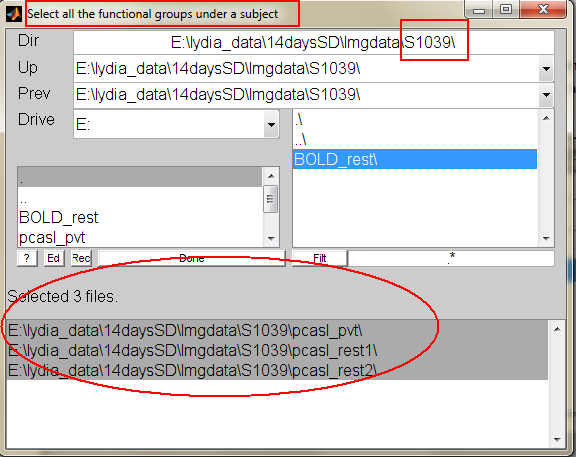 Select all the functional groups under a subject
Dir E:\lydia_data\14daysSD\Imgdata\S1039\
Up E:\lydia_data\14daysSD\Imgdata\S1039\
Prev E:\lydia_data\14daysSD\Imgdata\S1039\
Drive E:
.\
..\
BOLD_rest\
.
..
BOLD_rest
pcasl_pvt
? Ed Rec Done Filt .*
Selected 3 files.
E:\lydia_data\14daysSD\Imgdata\S1039\pcasl_pvt\
E:\lydia_data\14daysSD\Imgdata\S1039\pcasl_rest1\
E:\lydia_data\14daysSD\Imgdata\S1039\pcasl_rest2\